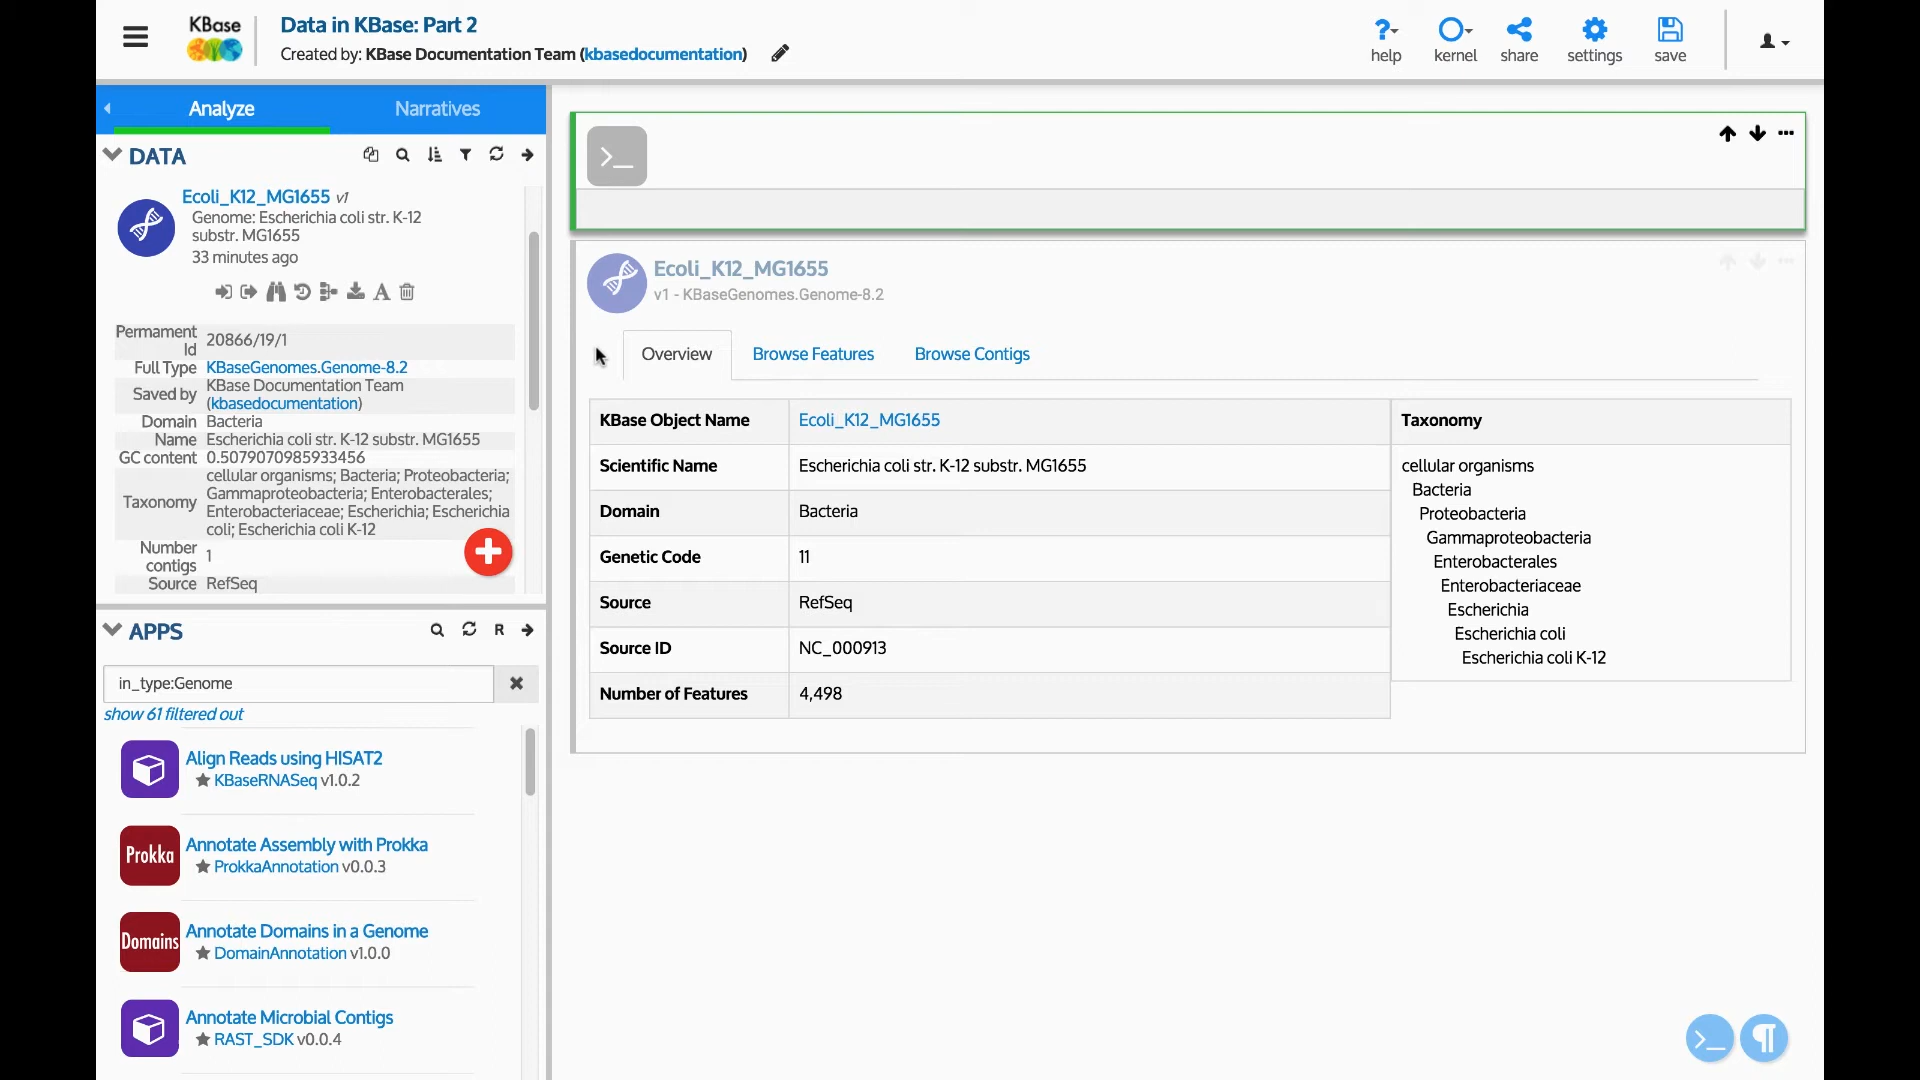 KBase
Data in KBase: Part 2
Created by: KBase Documentation Team (kbasedocumentation)
help
kernel
share
settings
save
Analyze
Narratives
DATA
Ecoli_K12_MG1655 v1
Genome: Escherichia coli str. K-12
substr. MG1655
33 minutes ago
Permament
Id
20866/19/1
Full Type KBaseGenomes.Genome-8.2
Saved by KBase Documentation Team
(kbasedocumentation)
Domain Bacteria
Name Escherichia coli str. K-12 substr. MG1655
GC content 0.5079070985933456
Taxonomy cellular organisms; Bacteria; Proteobacteria;
Gammaproteobacteria; Enterobacterales;
Enterobacteriaceae; Escherichia; Escherichia
coli; Escherichia coli K-12
Number
contigs
1
Source RefSeq
APPS
R
in_type:Genome
show 61 filtered out
Align Reads using HISAT2
KBaseRNASeq v1.0.2
Prokka
Annotate Assembly with Prokka
ProkkaAnnotation v0.0.3
Domains
Annotate Domains in a Genome
DomainAnnotation v1.0.0
Annotate Microbial Contigs
RAST_SDK v0.0.4
Ecoli_K12_MG1655
v1 - KBaseGenomes.Genome-8.2
Overview
Browse Features
Browse Contigs
KBase Object Name Ecoli_K12_MG1655
Scientific Name Escherichia coli str. K-12 substr. MG1655
Domain Bacteria
Genetic Code 11
Source RefSeq
Source ID NC_000913
Number of Features 4,498
Taxonomy
cellular organisms
Bacteria
Proteobacteria
Gammaproteobacteria
Enterobacterales
Enterobacteriaceae
Escherichia
Escherichia coli
Escherichia coli K-12